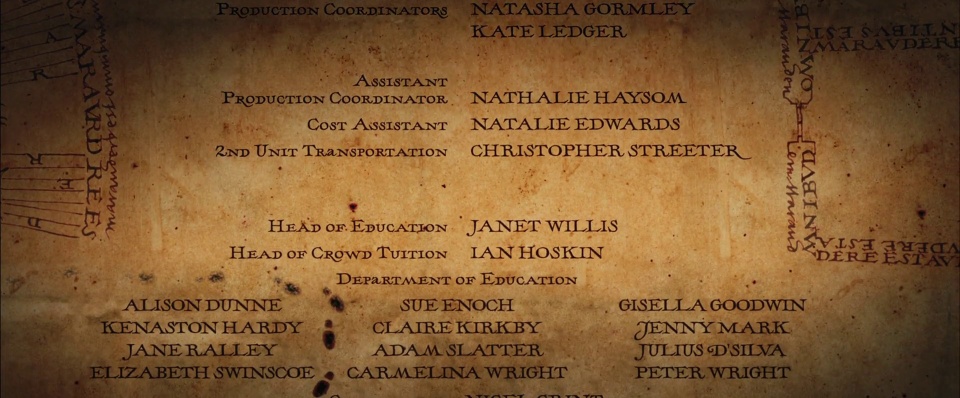 Production Coordinators NATASHA GORMLEY
KATE LEDGER
Assistant
Production Coordinator NATHALIE HAYSOM
Cost Assistant NATALIE EDWARDS
2nd Unit Transportation CHRISTOPHER STREETER
Head of Education JANET WILLIS
Head of Crowd Tuition IAN HOSKIN
Department of Education
ALISON DUNNE SUE ENOCH GISELLA GOODWIN
KENASTON HARDY CLAIRE KIRKBY JENNY MARK
JANE RALLEY ADAM SLATTER JULIUS D'SILVA
ELIZABETH SWINSCOE CARMELINA WRIGHT PETER WRIGHT